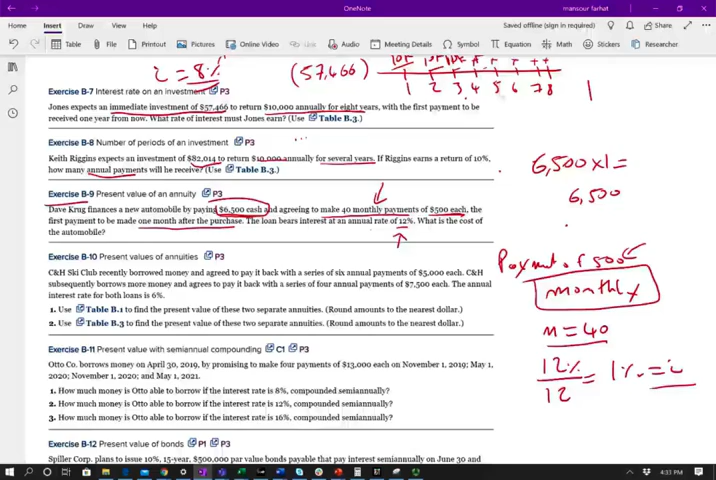 OneNote
mansour farhat
Home
Insert
Draw
View
Saved offline (sign in required)
Share
Table
File
Printout
Pictures
Online Video
Audio
Meeting Details
Symbol
Equation
Math
Stickers
Researcher
i = 8%
(57,466)
1 2 3 4 5 6 7 8
Exercise B-7 Interest rate on an investment P3
Jones expects an immediate investment of $57,466 to return $10,000 annually for eight years, with the first payment to be
received one year from now. What rate of interest must Jones earn? (Use Table B.3.)
Exercise B-8 Number of periods of an investment P3
Keith Riggins expects an investment of $82,014 to return $10,000 annually for several years. If Riggins earns a return of 10%,
how many annual payments will he receive? (Use Table B.3.)
Exercise B-9 Present value of an annuity P3
Dave Krug finances a new automobile by paying $6,500 cash and agreeing to make 40 monthly payments of $500 each, the
first payment to be made one month after the purchase. The loan bears interest at an annual rate of 12%. What is the cost of
the automobile?
6,500 x 1 =
6,500
Payment of 500
monthly
n = 40
12% / 12 = 1% = i
Exercise B-10 Present values of annuities P3
C&H Ski Club recently borrowed money and agreed to pay it back with a series of six annual payments of $5,000 each. C&H
subsequently borrows more money and agrees to pay it back with a series of four annual payments of $7,500 each. The annual
interest rate for both loans is 6%.
1. Use Table B.1 to find the present value of these two separate annuities. (Round amounts to the nearest dollar.)
2. Use Table B.3 to find the present value of these two separate annuities. (Round amounts to the nearest dollar.)
Exercise B-11 Present value with semiannual compounding C1 P3
Otto Co. borrows money on April 30, 2019, by promising to make four payments of $13,000 each on November 1, 2019; May 1,
2020; November 1, 2020; and May 1, 2021.
1. How much money is Otto able to borrow if the interest rate is 8%, compounded semiannually?
2. How much money is Otto able to borrow if the interest rate is 12%, compounded semiannually?
3. How much money is Otto able to borrow if the interest rate is 16%, compounded semiannually?
Exercise B-12 Present value of bonds P1 P3
Spiller Corp. plans to issue 10%, 15-year, $500,000 par value bonds payable that pay interest semiannually on June 30 and
4:33 PM